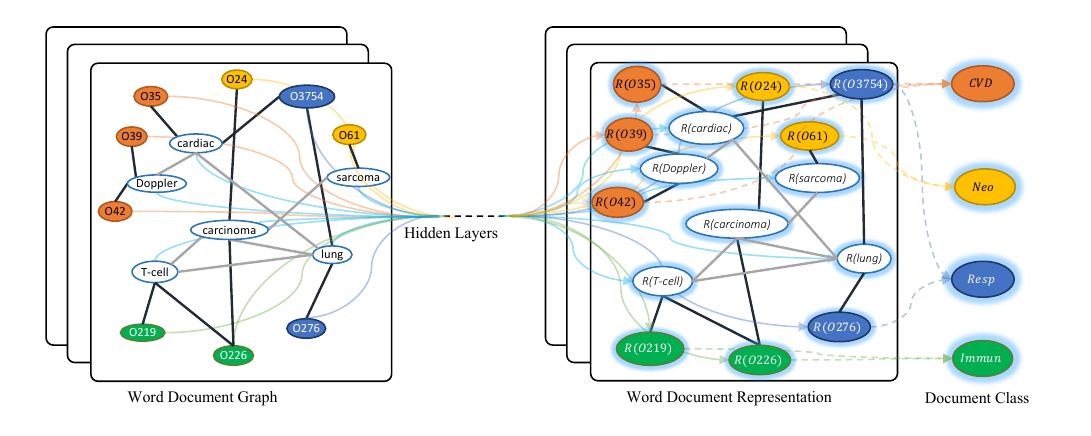 O24
O35
O3754
O39
O61
cardiac
Doppler
sarcoma
O42
carcinoma
lung
T-cell
O219
O276
O226
Word Document Graph
Hidden Layers
R(O35)
R(O24)
R(O3754)
R(O39)
R(cardiac)
R(O61)
R(Doppler)
R(sarcoma)
R(O42)
R(carcinoma)
R(lung)
R(T-cell)
R(O276)
R(O219)
R(O226)
Word Document Representation
CVD
Neo
Resp
Immun
Document Class